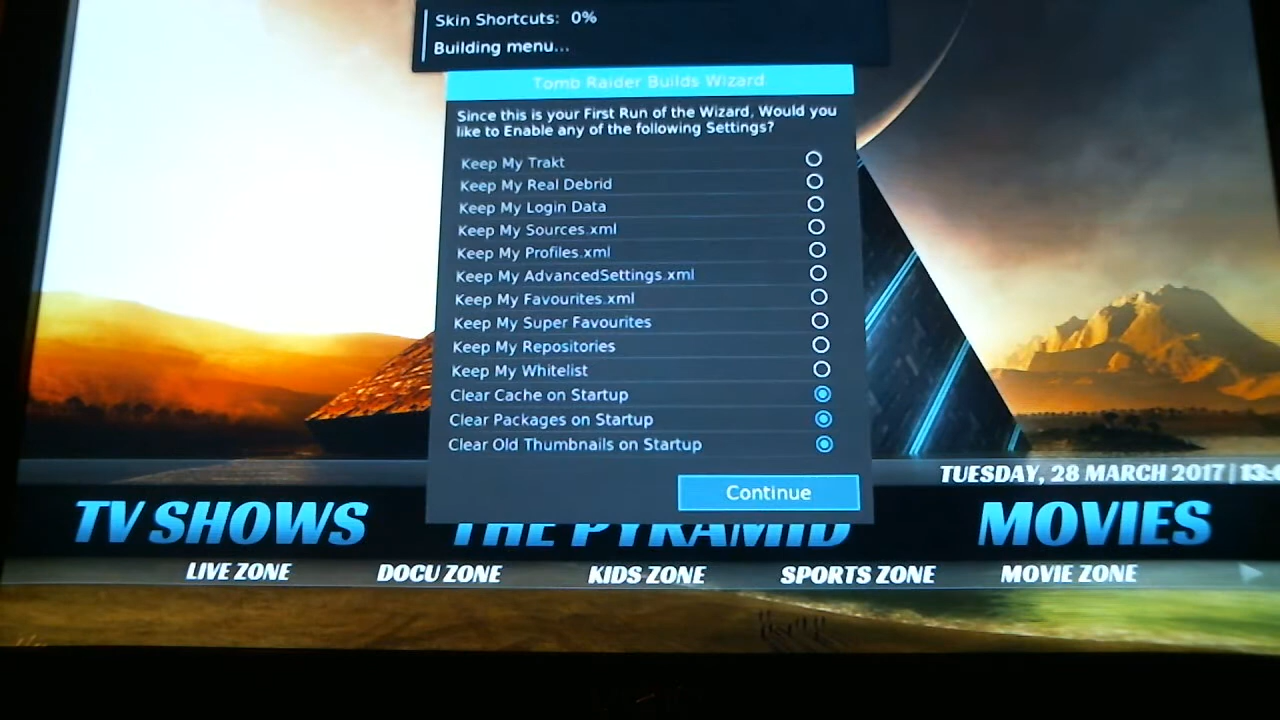 Skin Shortcuts: 0%
Building menu...
Tomb Raider Builds Wizard
Since this is your First Run of the Wizard, Would you
like to Enable any of the following Settings?
Keep My Trakt
Keep My Real Debrid
Keep My Login Data
Keep My Sources.xml
Keep My Profiles.xml
Keep My AdvancedSettings.xml
Keep My Favourites.xml
Keep My Super Favourites
Keep My Repositories
Keep My Whitelist
Clear Cache on Startup
Clear Packages on Startup
Clear Old Thumbnails on Startup
Continue
TUESDAY, 28 MARCH 2017 |
TV SHOWS THE PYRAMID MOVIES
LIVE ZONE DOCU ZONE KIDS ZONE SPORTS ZONE MOVIE ZONE